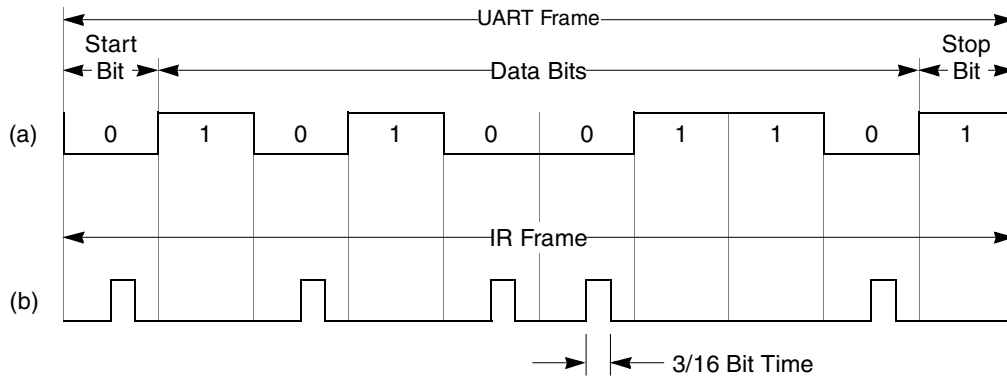 UART Frame
Start
Bit
Data Bits
Stop
Bit
(a)
0 1 0 1 0 0 1 1 0 1
IR Frame
(b)
3/16 Bit Time